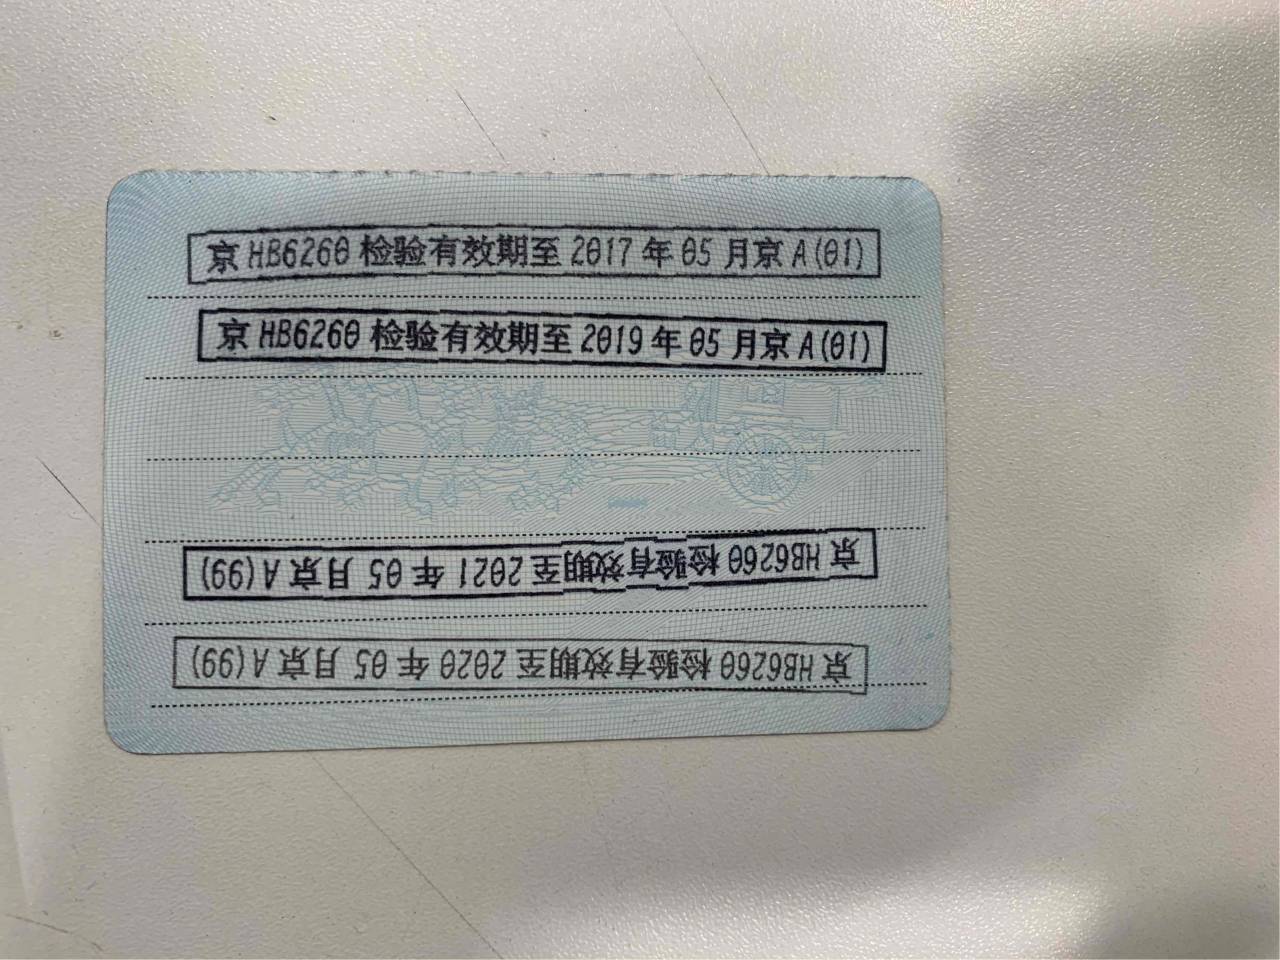 京 HB6260 检验有效期至 2017 年 05 月京 A(01)
京 HB6260 检验有效期至 2019 年 05 月京 A(01)
京 HB6260 检验有效期至 2021 年 05 月京 A(99)
京 HB6260 检验有效期至 2020 年 05 月京 A(99)